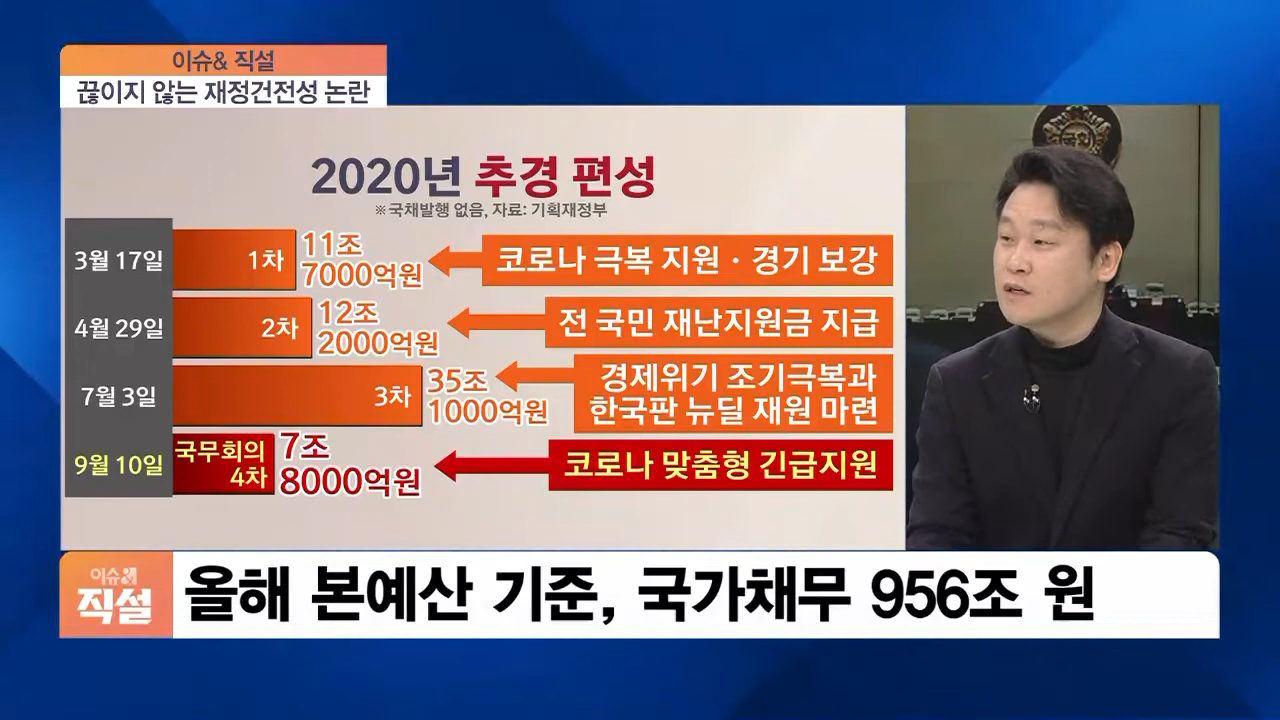 이슈& 직설
끊이지 않는 재정건전성 논란
2020년 추경 편성
※국채발행 없음, 자료: 기획재정부
3월 17일
1차
11조
7000억원
코로나 극복 지원 · 경기 보강
4월 29일
2차
12조
2000억원
전 국민 재난지원금 지급
7월 3일
3차
35조
1000억원
경제위기 조기극복과
한국판 뉴딜 재원 마련
9월 10일
국무회의
4차
7조
8000억원
코로나 맞춤형 긴급지원
이슈&
직설
올해 본예산 기준, 국가채무 956조 원